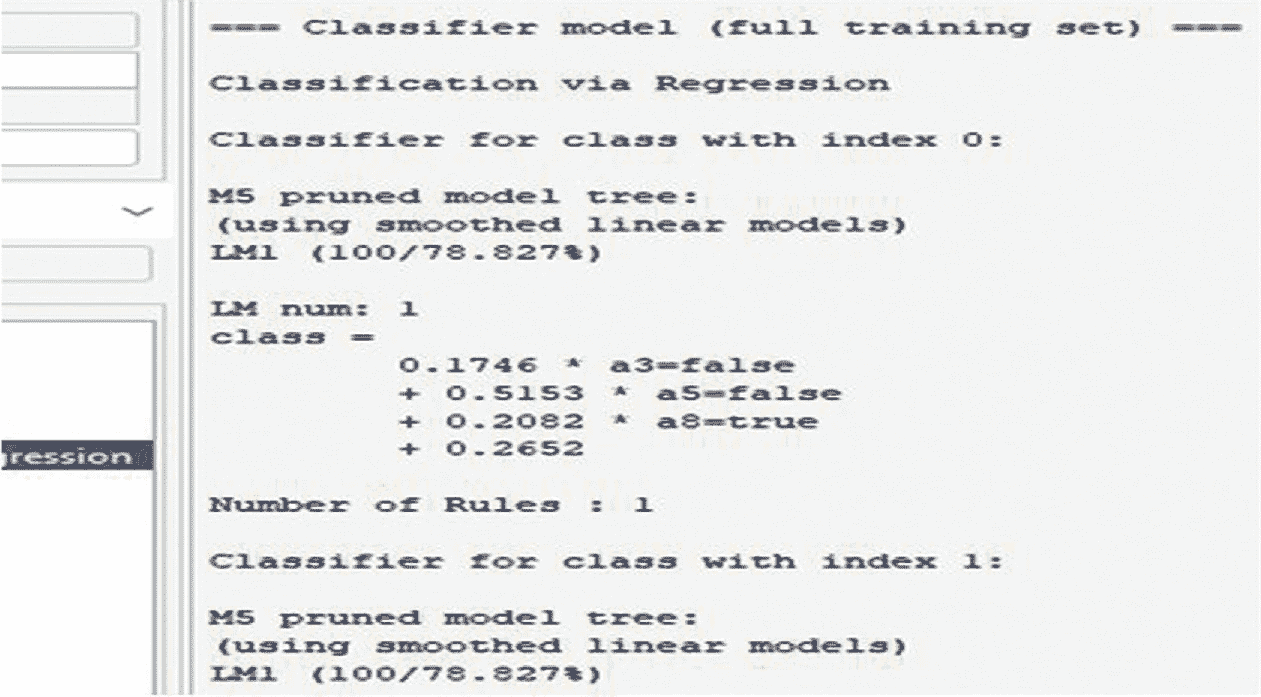 === Classifier model (full training set) ===
Classification via Regression
Classifier for class with index 0:
M5 pruned model tree:
(using smoothed linear models)
LM1 (100/78.827%)
LM num: 1
class =
0.1746 * a3=false
+ 0.5153 * a5=false
+ 0.2082 * a8=true
+ 0.2652
ression
Number of Rules : 1
Classifier for class with index 1:
M5 pruned model tree:
(using smoothed linear models)
LM1 (100/78.827%)